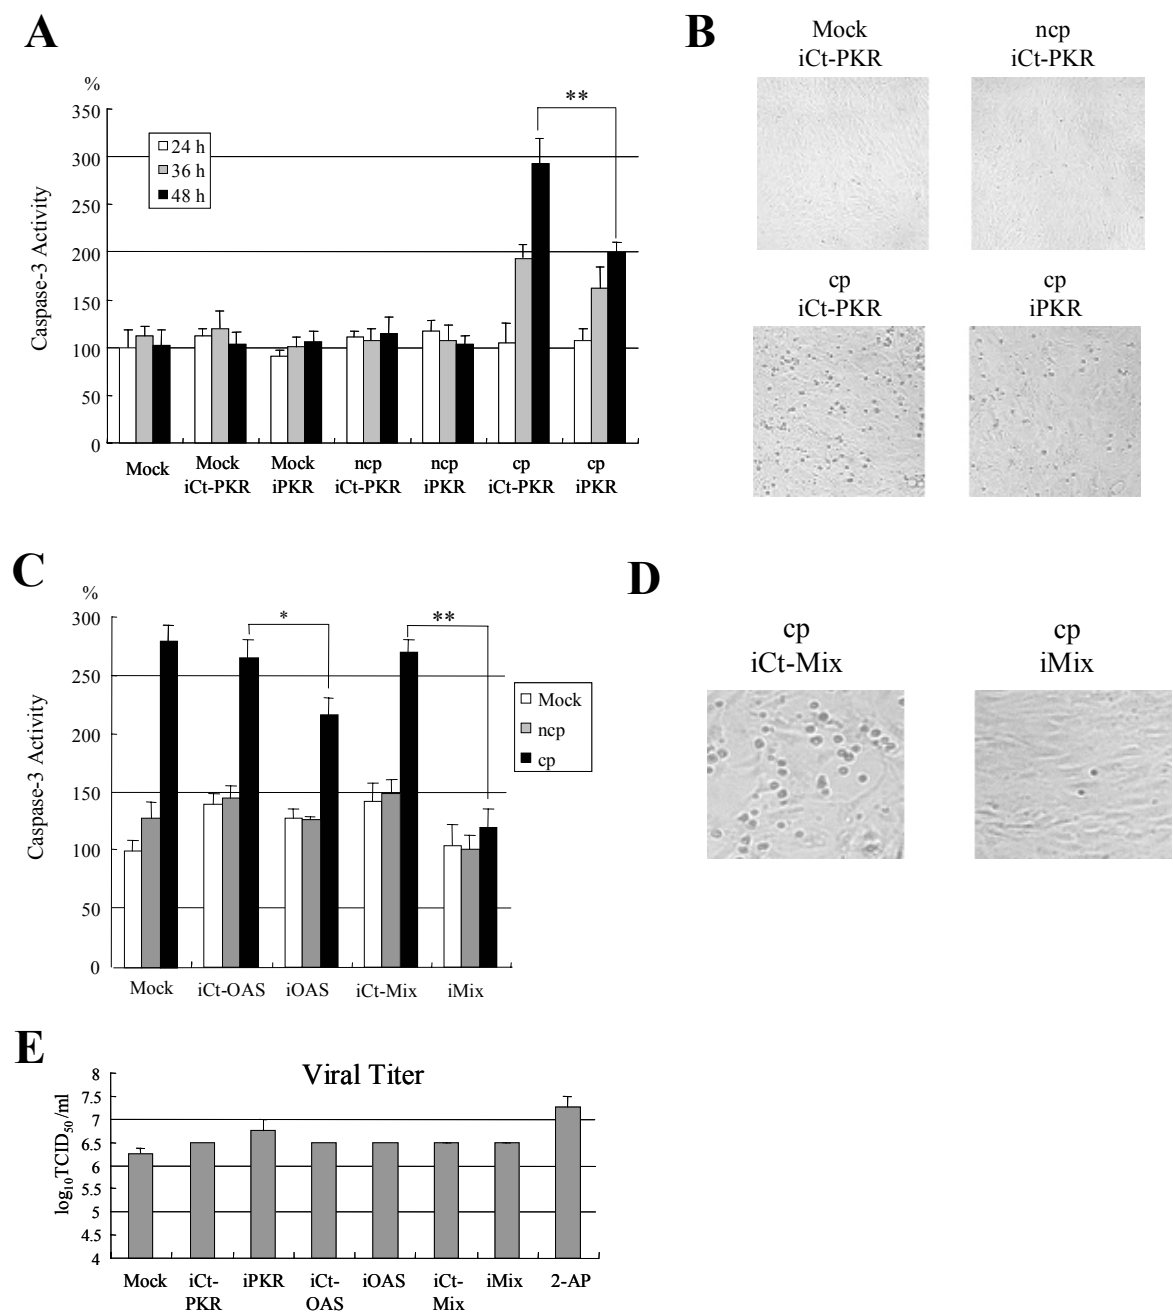 A
%
350
300
250
200
150
100
50
0
Caspase-3 Activity
24 h
36 h
48 h
**
Mock
Mock
iCt-PKR
Mock
iPKR
ncp
iCt-PKR
ncp
iPKR
cp
iCt-PKR
cp
iPKR
B
Mock
iCt-PKR
ncp
iCt-PKR
cp
iCt-PKR
cp
iPKR
C
%
300
250
200
150
100
50
0
Caspase-3 Activity
*
**
Mock
ncp
cp
Mock
iCt-OAS
iOAS
iCt-Mix
iMix
D
cp
iCt-Mix
cp
iMix
E
Viral Titer
8
7.5
7
6.5
6
5.5
5
4.5
4
log₁₀TCID₅₀/ml
Mock
iCt-
PKR
iPKR
iCt-
OAS
iOAS
iCt-
Mix
iMix
2-AP